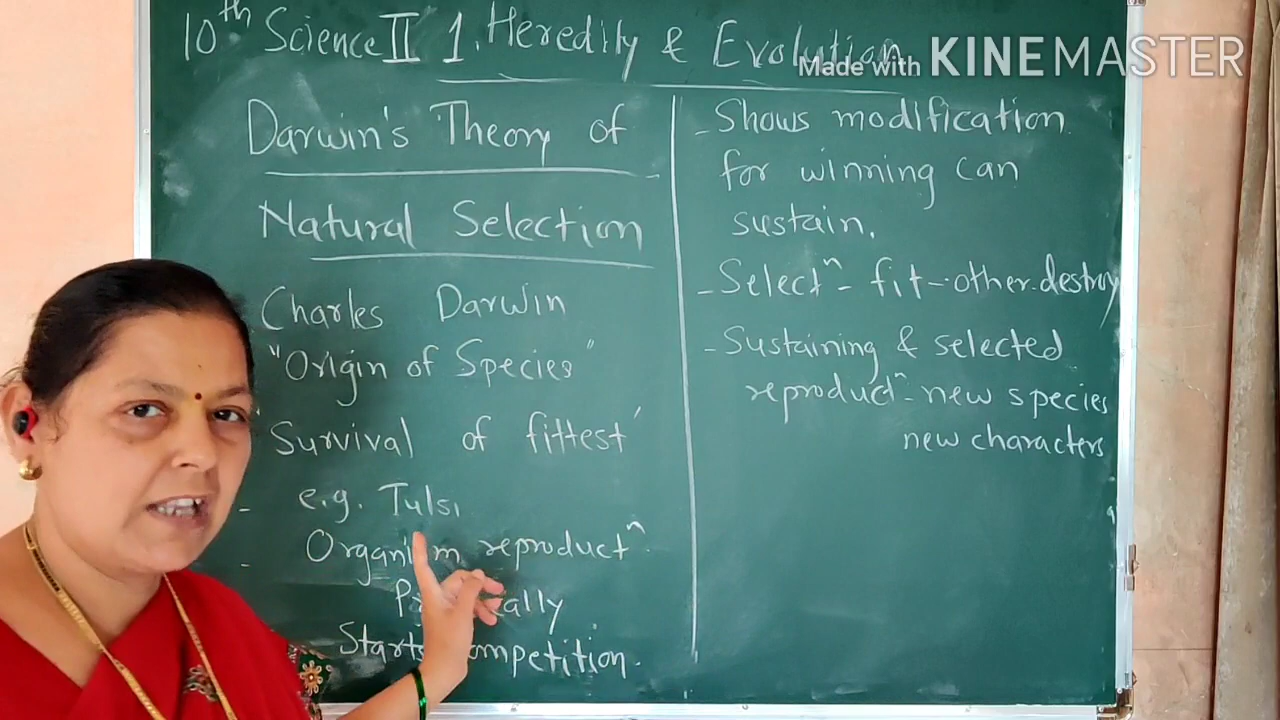 10th Science II 1. Heredity & Evolution
Made with KINEMASTER
Darwin's Theory of
Natural Selection
Charles Darwin
"Origin of Species"
Survival of fittest'
- e.g. Tulsi
- Organism reproductn
Starts competition.
- Shows modification
for winning can
sustain.
- Selectn - fit - other destroy
- Sustaining & selected
reproductn - new species
new characters